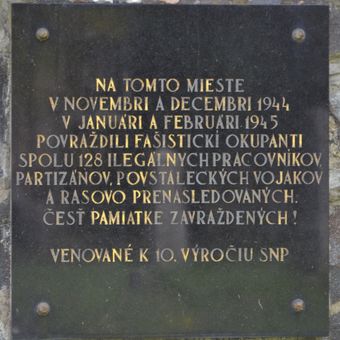 NA TOMTO MIESTE
V NOVEMBRI A DECEMBRI 1944
V JANUÁRI A FEBRUÁRI 1945
POVRAŽDILI FAŠISTICKÍ OKUPANTI
SPOLU 128 ILEGÁLNYCH PRACOVNÍKOV,
PARTIZÁNOV, POVSTALECKÝCH VOJAKOV
A RASOVO PRENASLEDOVANÝCH.
ČESŤ PAMIATKE ZAVRAŽDENÝCH!
VENOVANÉ K 10. VÝROČIU SNP